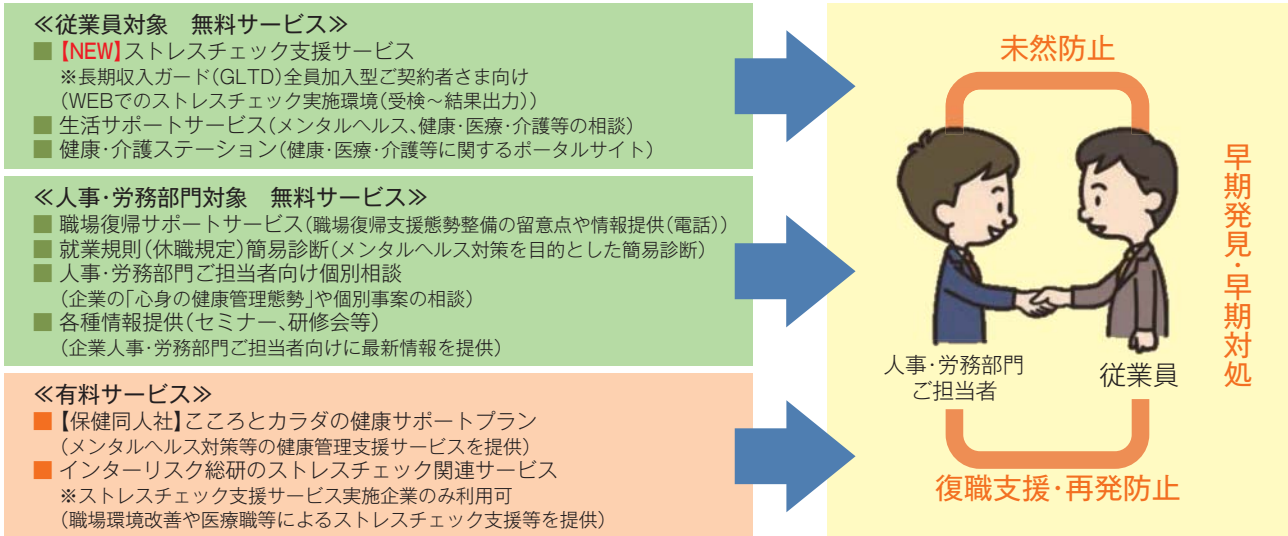 ≪従業員対象　無料サービス≫
■【NEW】ストレスチェック支援サービス
※長期収入ガード(GLTD)全員加入型ご契約者さま向け
(WEBでのストレスチェック実施環境(受検～結果出力))
■ 生活サポートサービス(メンタルヘルス、健康・医療・介護等の相談)
■ 健康・介護ステーション(健康・医療・介護等に関するポータルサイト)
≪人事・労務部門対象　無料サービス≫
■ 職場復帰サポートサービス(職場復帰支援態勢整備の留意点や情報提供(電話))
■ 就業規則(休職規定)簡易診断(メンタルヘルス対策を目的とした簡易診断)
■ 人事・労務部門ご担当者向け個別相談
(企業の「心身の健康管理態勢」や個別事案の相談)
■ 各種情報提供(セミナー、研修会等)
(企業人事・労務部門ご担当者向けに最新情報を提供)
≪有料サービス≫
■【保健同人社】こころとカラダの健康サポートプラン
(メンタルヘルス対策等の健康管理支援サービスを提供)
■ インターリスク総研のストレスチェック関連サービス
※ストレスチェック支援サービス実施企業のみ利用可
(職場環境改善や医療職等によるストレスチェック支援等を提供)
未然防止
早期発見・早期対処
人事・労務部門
ご担当者
従業員
復職支援・再発防止